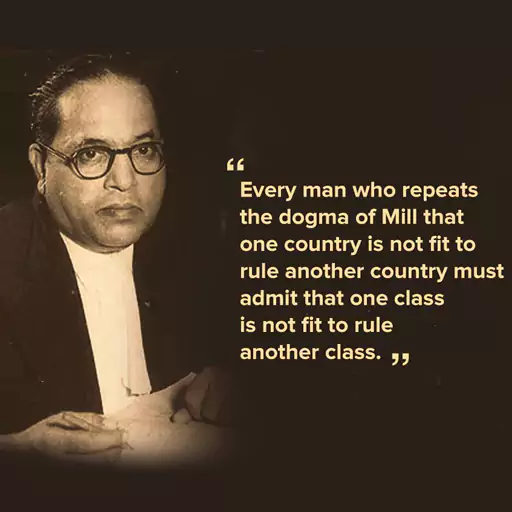 “
Every man who repeats
the dogma of Mill that
one country is not fit to
rule another country must
admit that one class
is not fit to rule
another class. ”